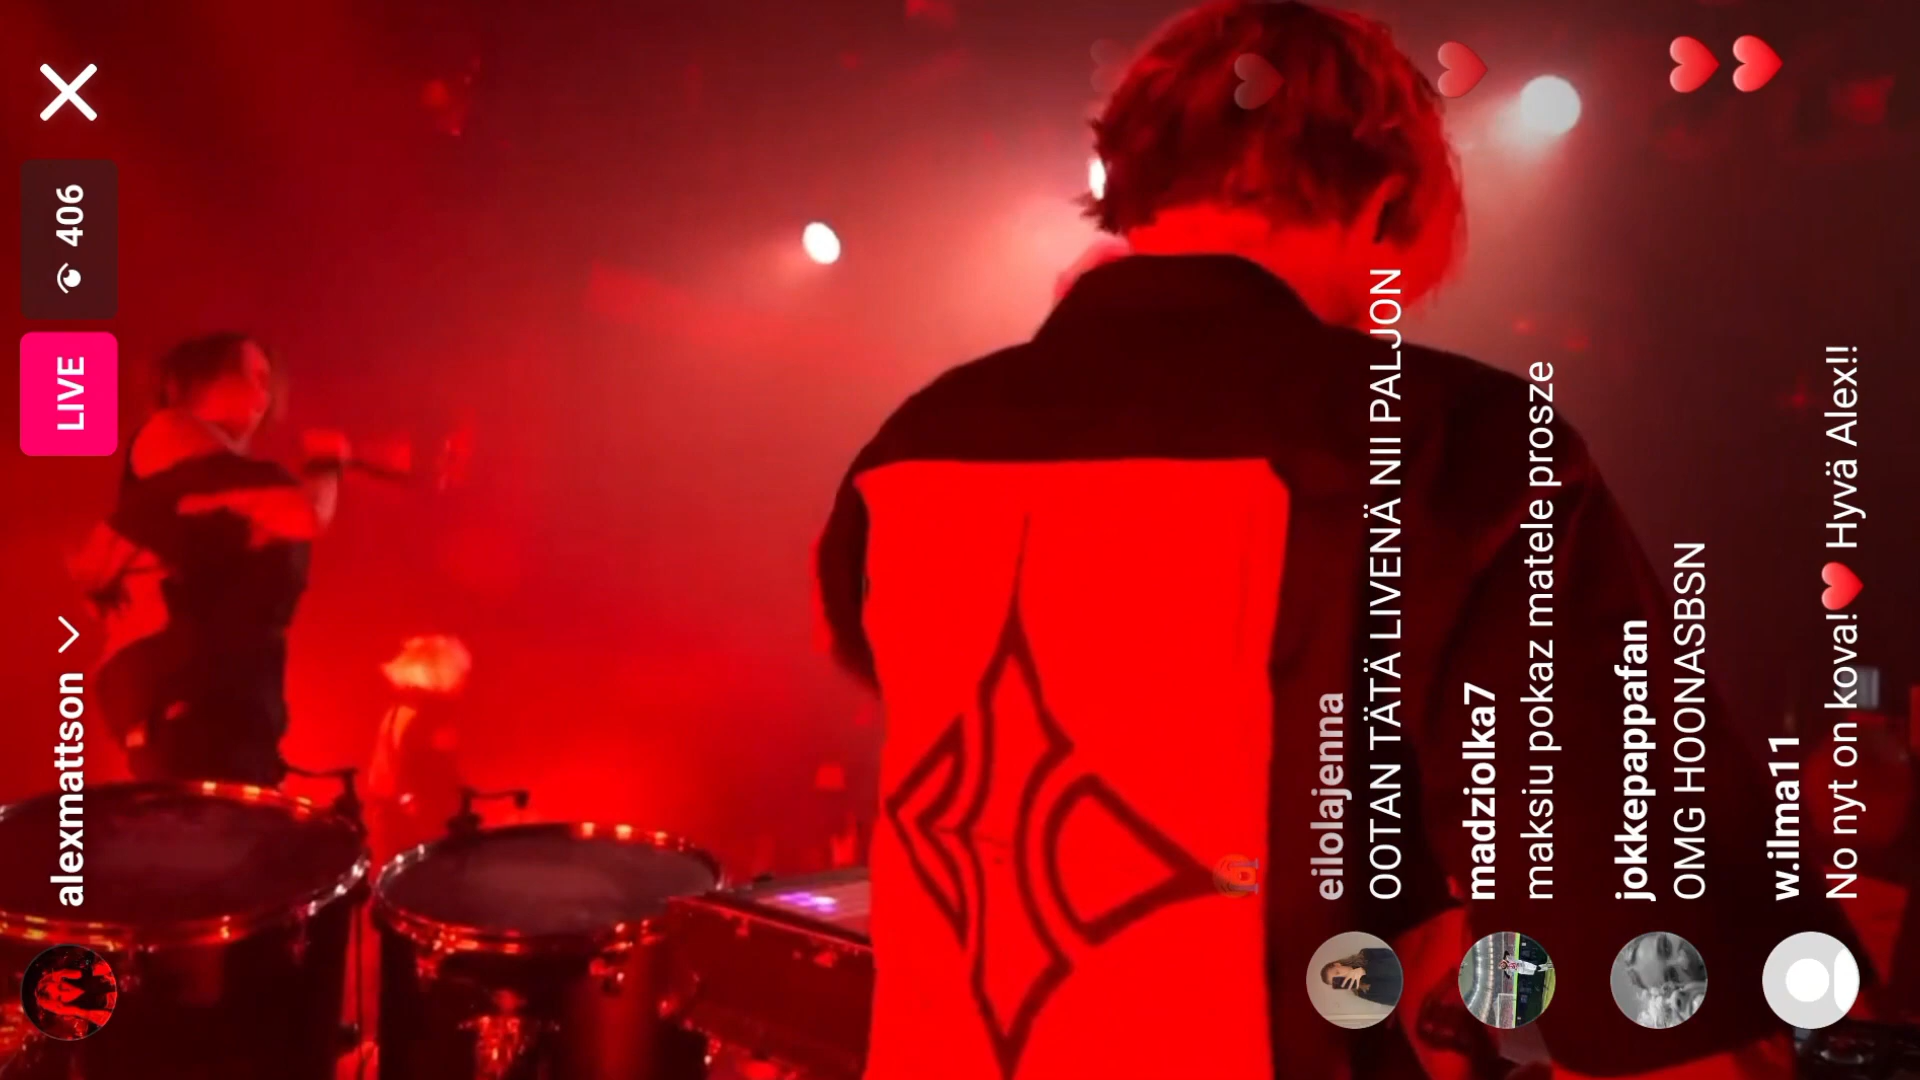 alexmattson
LIVE
406
eilolajenna
OOTAN TÄTÄ LIVENÄ NII PALJON
😭
madziolka7
maksiu pokaz matele prosze
jokkepappafan
OMG HOONASBSN
w.ilma11
No nyt on kova!❤️ Hyvä Alex!!